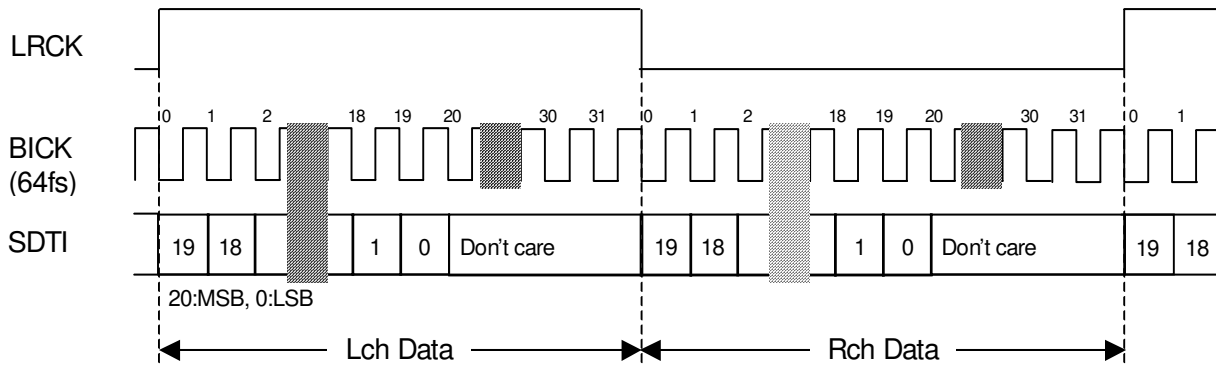 LRCK
0 1 2 18 19 20 30 31 0 1 2 18 19 20 30 31 0 1
BICK
(64fs)
SDTI 19 18 1 0 Don't care 19 18 1 0 Don't care 19 18
20:MSB, 0:LSB
Lch Data Rch Data